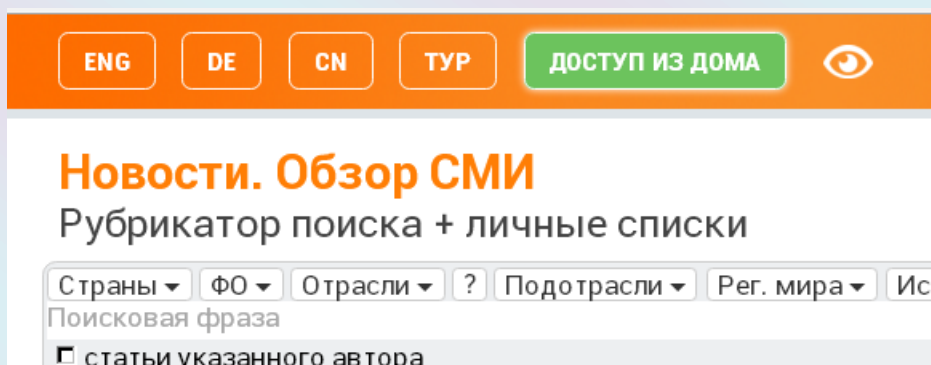 ENG DE CN ТУР ДОСТУП ИЗ ДОМА
Новости. Обзор СМИ
Рубрикатор поиска + личные списки
Страны ФО Отрасли ? Подотрасли Рег. мира Ис
Поисковая фраза
статьи указанного автора